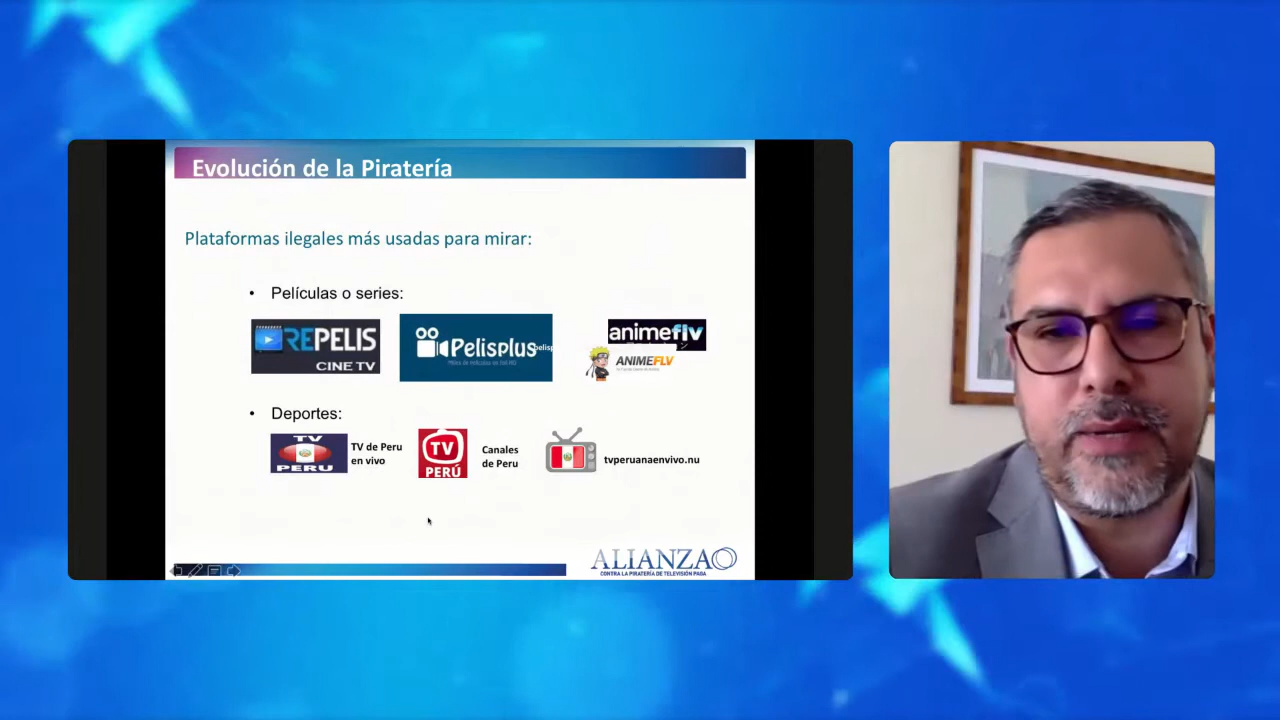 Evolución de la Piratería
Plataformas ilegales más usadas para mirar:
• Películas o series:
REPELIS
CINE TV
Pelisplus
pelisp
animeflv
ANIMEFLV
• Deportes:
TV
PERU
TV de Peru
en vivo
TV
PERÚ
Canales
de Peru
tvperuanaenvivo.nu
ALIANZA
CONTRA LA PIRATERÍA DE TELEVISIÓN PAGA